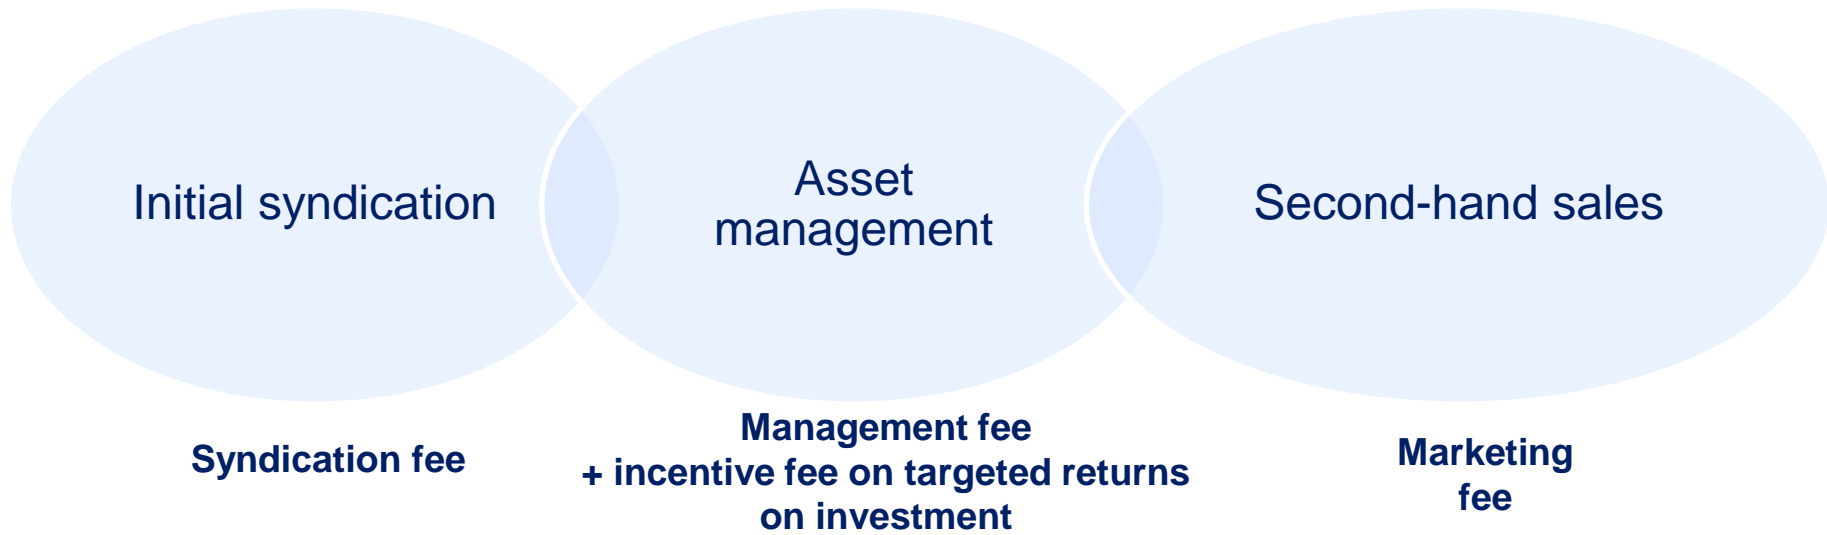 Initial syndication
Asset
management
Second-hand sales
Syndication fee
Management fee
+ incentive fee on targeted returns
on investment
Marketing
fee